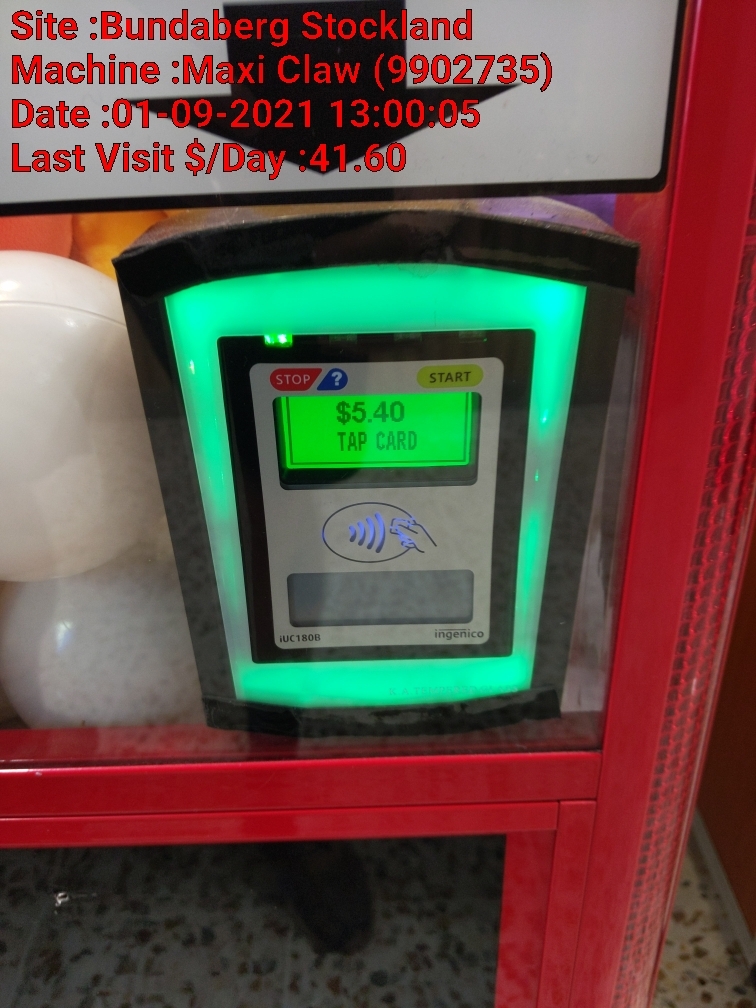 Site :Bundaberg Stockland
Machine :Maxi Claw (9902735)
Date :01-09-2021 13:00:05
Last Visit $/Day :41.60
STOP ? START
$5.40
TAP CARD
iUC180B ingenico